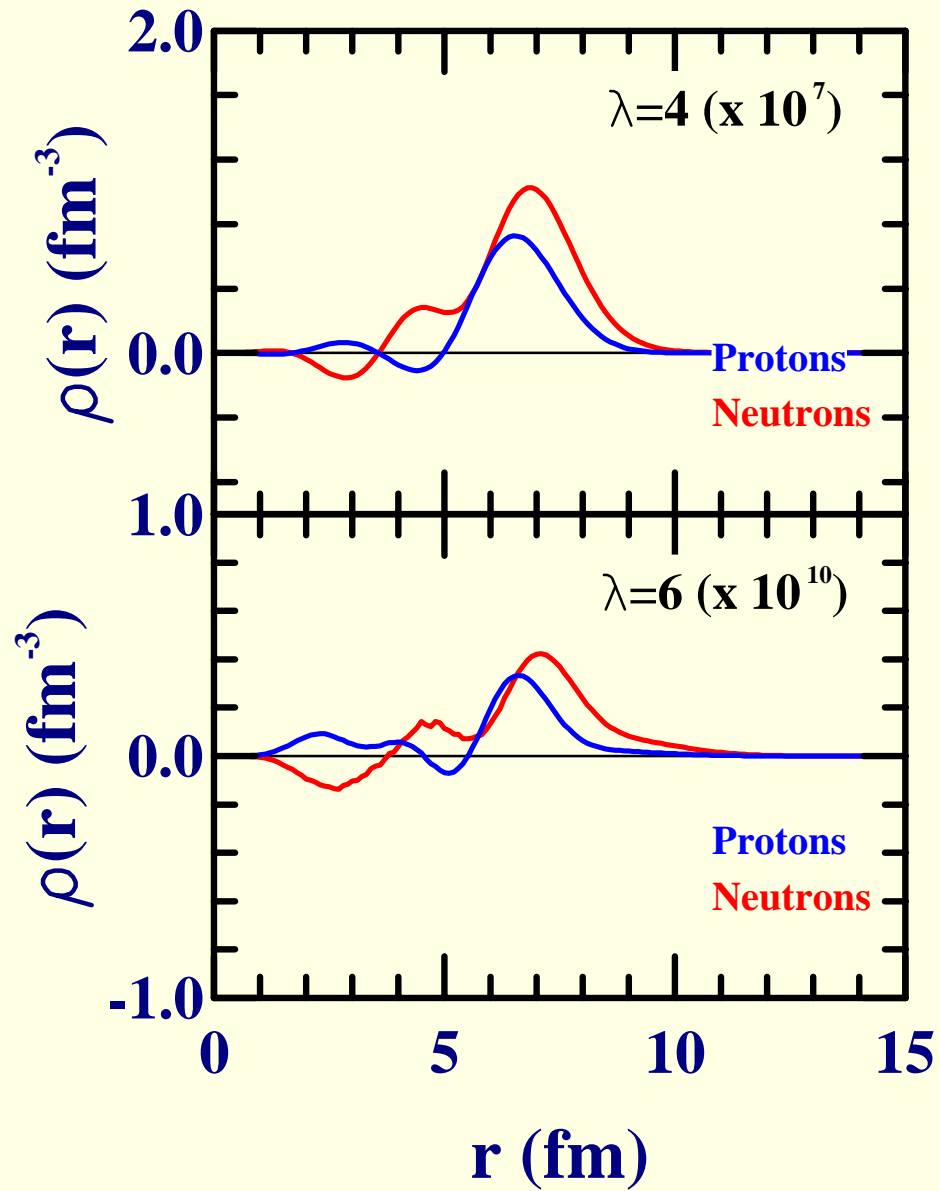 2.0
λ=4 (x 10⁷)
ρ(r) (fm⁻³)
0.0
Protons
Neutrons
1.0
λ=6 (x 10¹⁰)
ρ(r) (fm⁻³)
0.0
Protons
Neutrons
-1.0
0 5 10 15
r (fm)